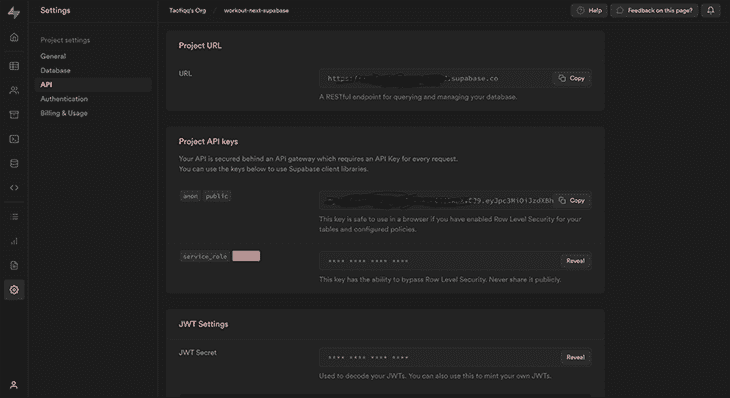 Settings
Taofiqq's Org / workout-next-supabase
Help
Feedback on this page?
Project settings
General
Database
API
Authentication
Billing & Usage
Project URL
URL
https:
.supabase.co
Copy
A RESTful endpoint for querying and managing your database.
Project API keys
Your API is secured behind an API gateway which requires an API Key for every request.
You can use the keys below to use Supabase client libraries.
anon public
Copy
This key is safe to use in a browser if you have enabled Row Level Security for your
tables and configured policies.
service_role
**** **** **** ****
Reveal
This key has the ability to bypass Row Level Security. Never share it publicly.
JWT Settings
JWT Secret
**** **** **** ****
Reveal
Used to decode your JWTs. You can also use this to mint your own JWTs.